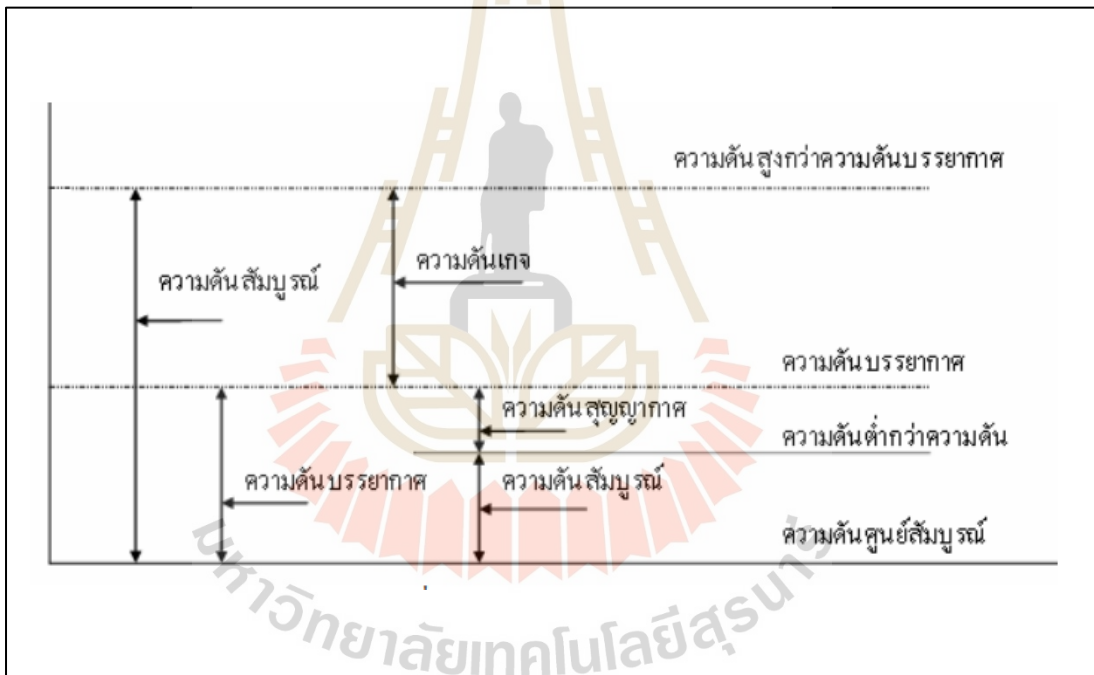 ความดันสูงกว่าความดันบรรยากาศ
ความดันเกจ
ความดันสัมบูรณ์
ความดันบรรยากาศ
ความดันสุญญากาศ
ความดันต่ำกว่าความดัน
ความดันบรรยากาศ
ความดันสัมบูรณ์
ความดันศูนย์สัมบูรณ์
มหาวิทยาลัยเทคโนโลยีสุรนารี